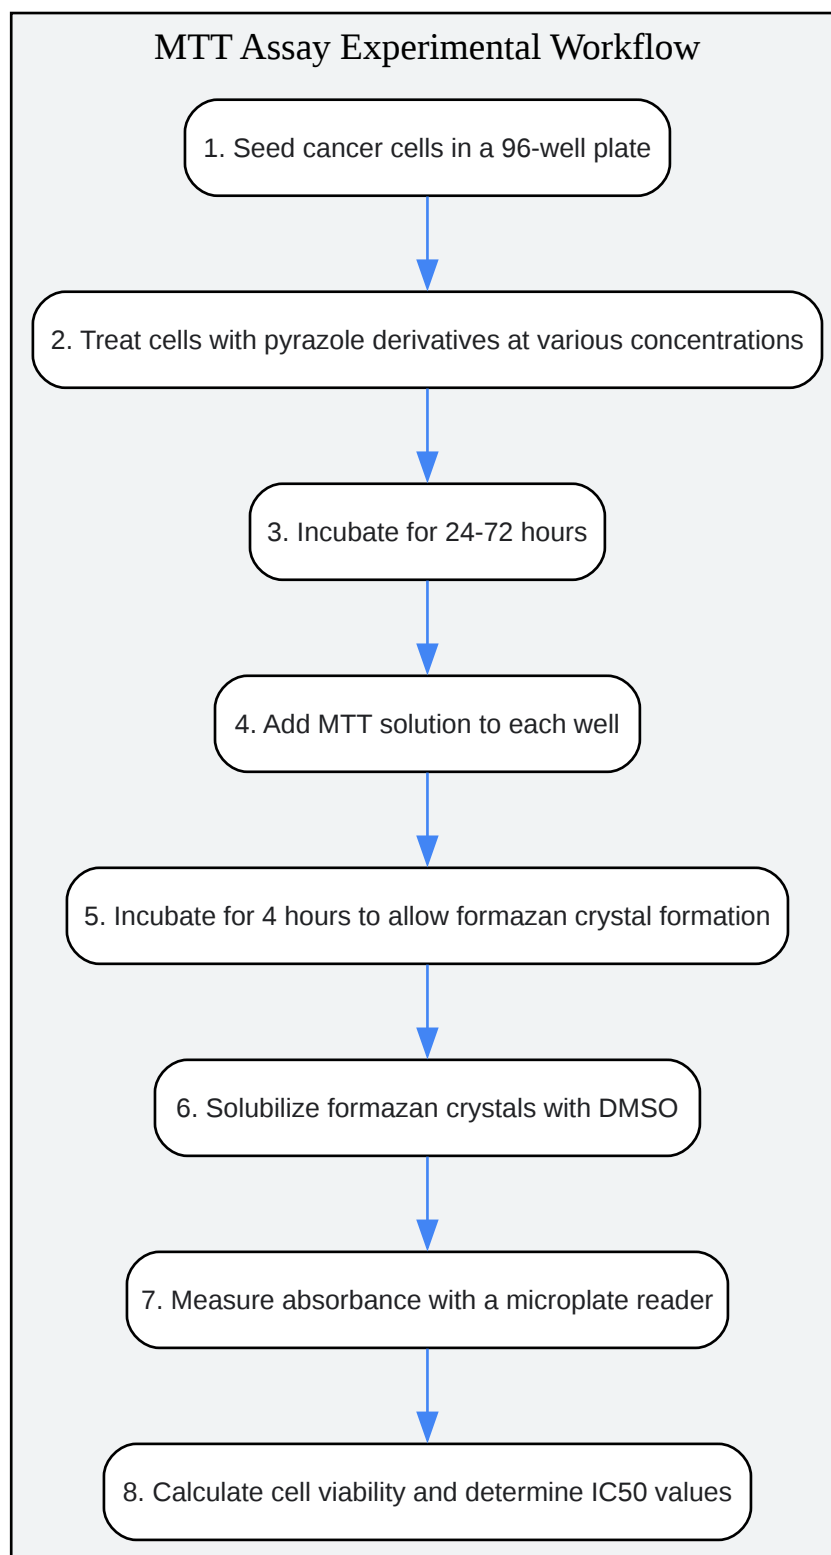 MTT Assay Experimental Workflow
1. Seed cancer cells in a 96-well plate
2. Treat cells with pyrazole derivatives at various concentrations
3. Incubate for 24-72 hours
4. Add MTT solution to each well
5. Incubate for 4 hours to allow formazan crystal formation
6. Solubilize formazan crystals with DMSO
7. Measure absorbance with a microplate reader
8. Calculate cell viability and determine IC50 values